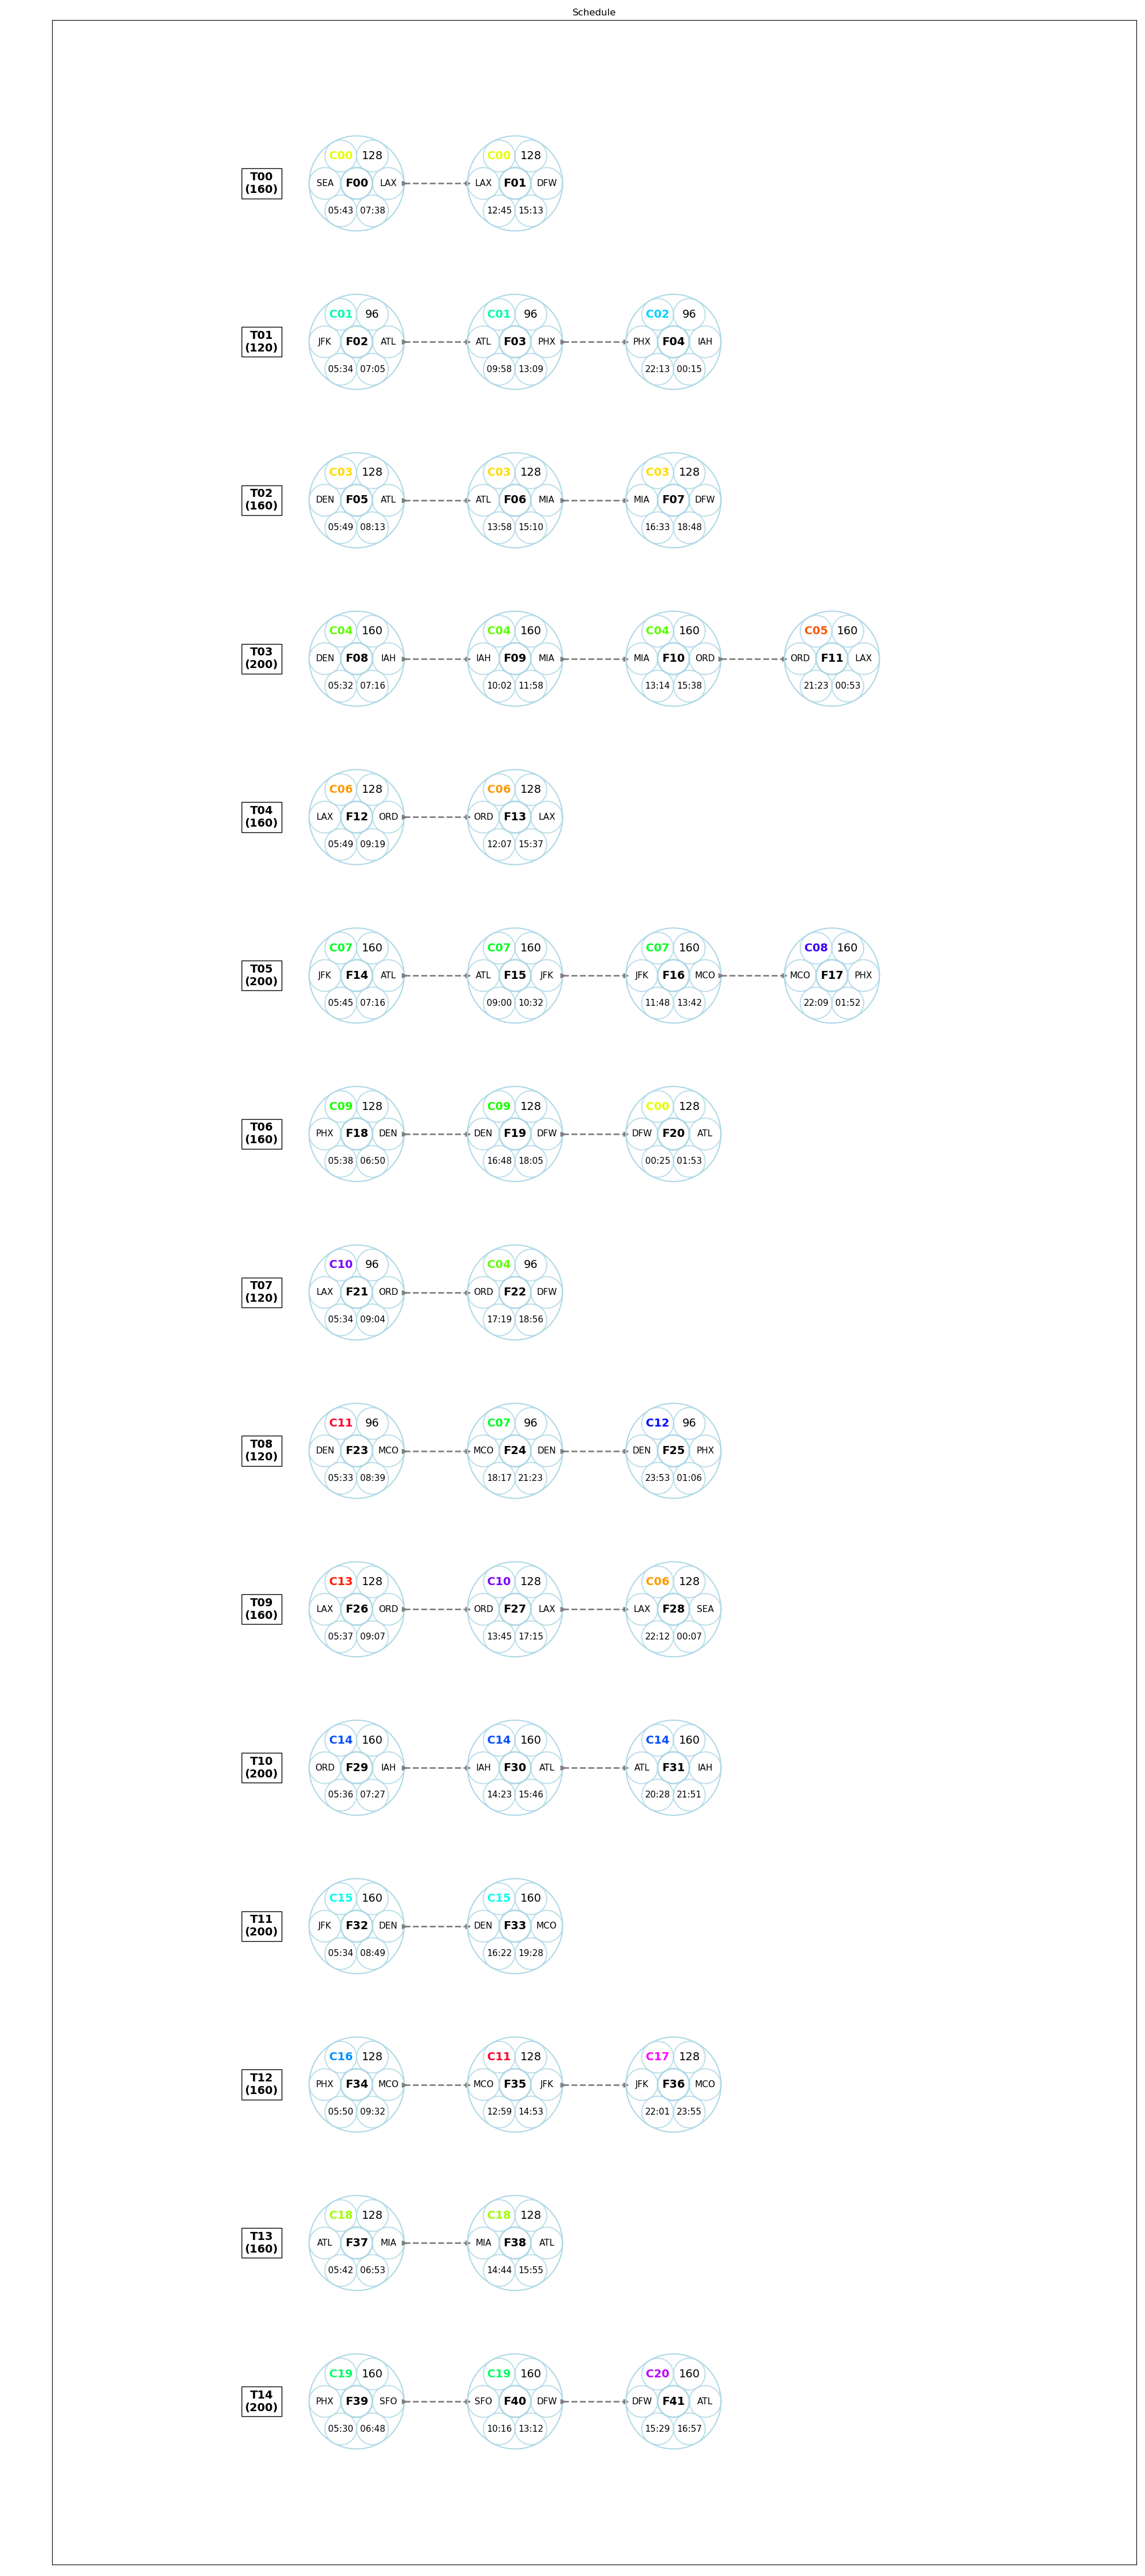 Schedule
C00 128 C00 128
T00
(160)
SEA F00 LAX LAX F01 DFW
05:43 07:38 12:45 15:13
C01 96 C01 96 C02 96
T01
(120)
JFK F02 ATL ATL F03 PHX PHX F04 IAH
05:34 07:05 09:58 13:09 22:13 00:15
C03 128 C03 128 C03 128
T02
(160)
DEN F05 ATL ATL F06 MIA MIA F07 DFW
05:49 08:13 13:58 15:10 16:33 18:48
C04 160 C04 160 C04 160 C05 160
T03
(200)
DEN F08 IAH IAH F09 MIA MIA F10 ORD ORD F11 LAX
05:32 07:16 10:02 11:58 13:14 15:38 21:23 00:53
C06 128 C06 128
T04
(160)
LAX F12 ORD ORD F13 LAX
05:49 09:19 12:07 15:37
C07 160 C07 160 C07 160 C08 160
T05
(200)
JFK F14 ATL ATL F15 JFK JFK F16 MCO MCO F17 PHX
05:45 07:16 09:00 10:32 11:48 13:42 22:09 01:52
C09 128 C09 128 C00 128
T06
(160)
PHX F18 DEN DEN F19 DFW DFW F20 ATL
05:38 06:50 16:48 18:05 00:25 01:53
C10 96 C04 96
T07
(120)
LAX F21 ORD ORD F22 DFW
05:34 09:04 17:19 18:56
C11 96 C07 96 C12 96
T08
(120)
DEN F23 MCO MCO F24 DEN DEN F25 PHX
05:33 08:39 18:17 21:23 23:53 01:06
C13 128 C10 128 C06 128
T09
(160)
LAX F26 ORD ORD F27 LAX LAX F28 SEA
05:37 09:07 13:45 17:15 22:12 00:07
C14 160 C14 160 C14 160
T10
(200)
ORD F29 IAH IAH F30 ATL ATL F31 IAH
05:36 07:27 14:23 15:46 20:28 21:51
C15 160 C15 160
T11
(200)
JFK F32 DEN DEN F33 MCO
05:34 08:49 16:22 19:28
C16 128 C11 128 C17 128
T12
(160)
PHX F34 MCO MCO F35 JFK JFK F36 MCO
05:50 09:32 12:59 14:53 22:01 23:55
C18 128 C18 128
T13
(160)
ATL F37 MIA MIA F38 ATL
05:42 06:53 14:44 15:55
C19 160 C19 160 C20 160
T14
(200)
PHX F39 SFO SFO F40 DFW DFW F41 ATL
05:30 06:48 10:16 13:12 15:29 16:57